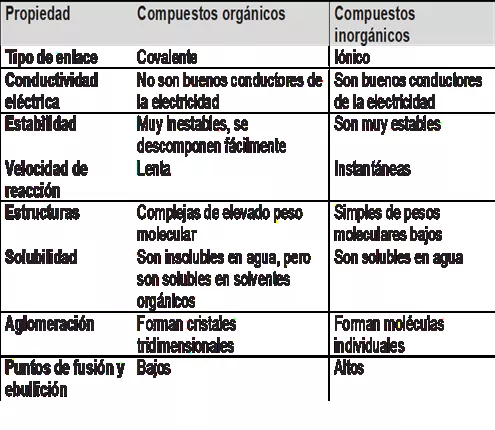 Propiedad Compuestos orgánicos Compuestos
inorgánicos
Tipo de enlace Covalente Iónico
Conductividad No son buenos conductores de Son buenos conductores
eléctrica la electricidad de la electricidad
Estabilidad Muy inestables, se Son muy estables
descomponen fácilmente
Velocidad de Lenta Instantáneas
reacción
Estructuras Complejas de elevado peso Simples de pesos
molecular moleculares bajos
Solubilidad Son insolubles en agua, pero Son solubles en agua
son solubles en solventes
orgánicos
Aglomeración Forman cristales Forman moléculas
tridimensionales individuales
Puntos de fusión y Bajos Altos
ebullición